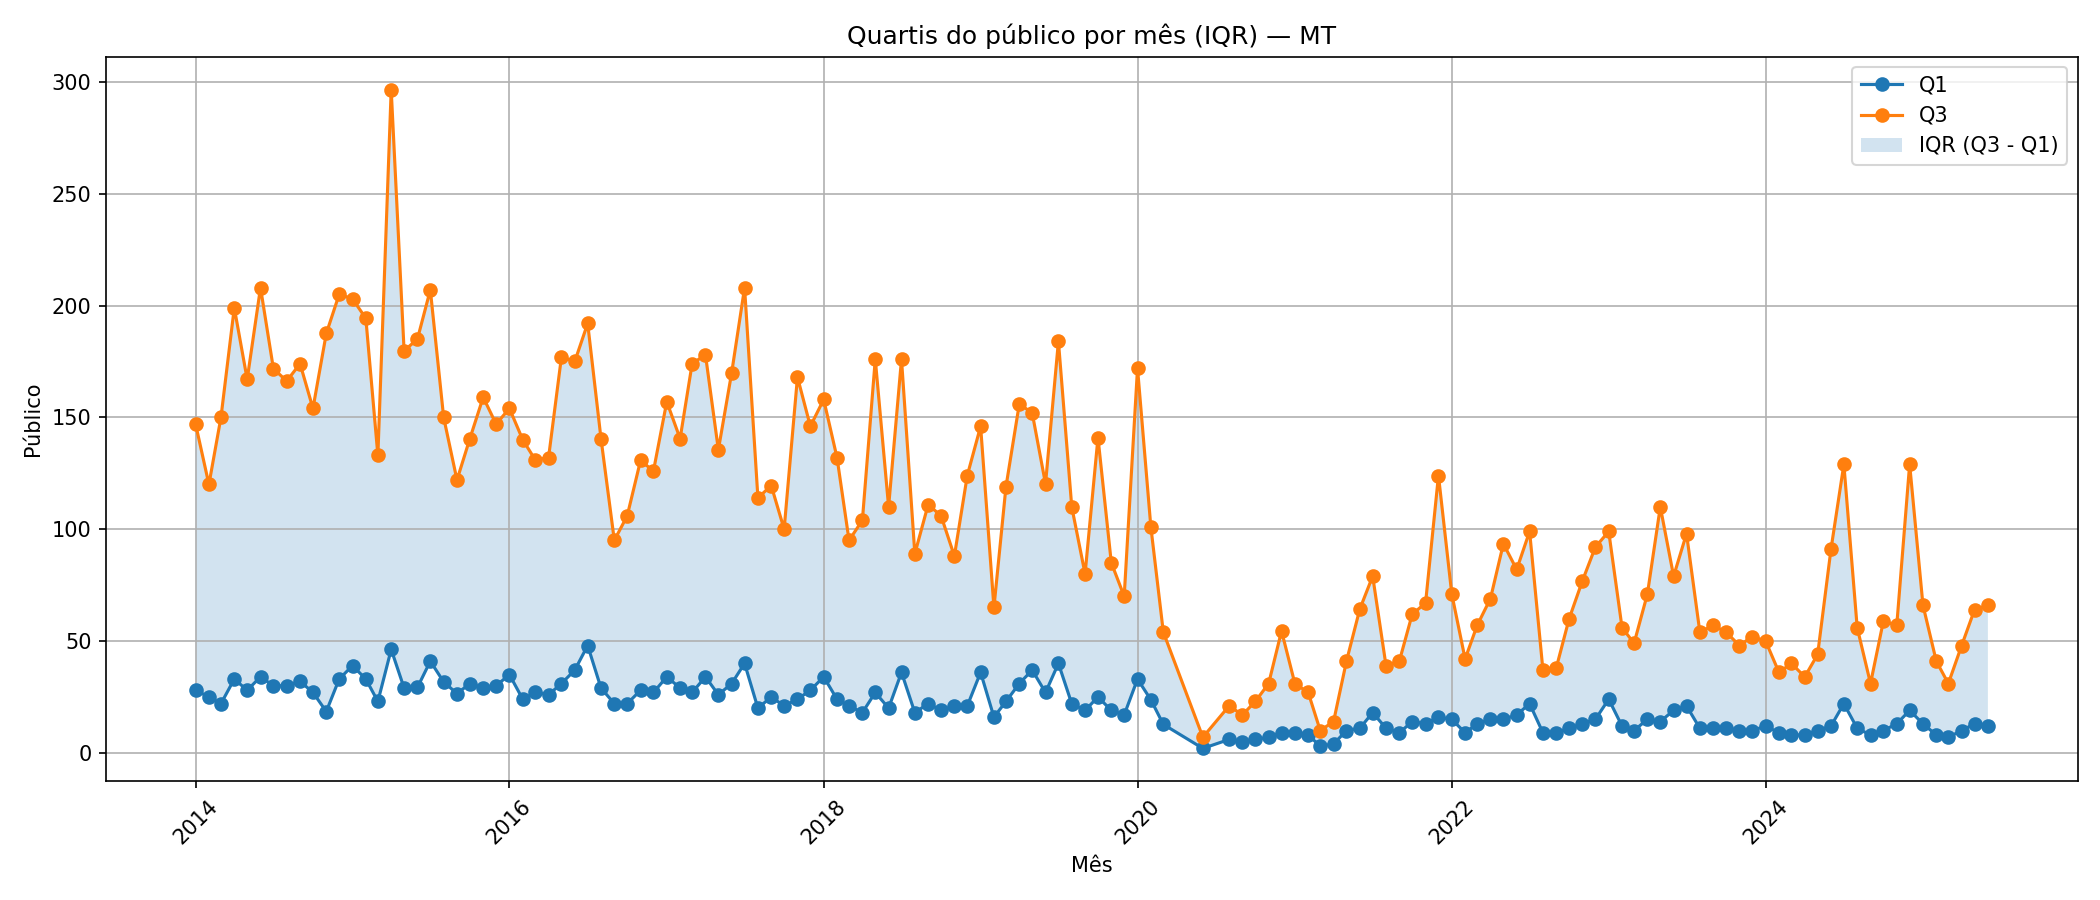 Quartis do público por mês (IQR) — MT
Q1
Q3
IQR (Q3 - Q1)
300
250
200
150
100
50
0
Público
2014
2016
2018
2020
2022
2024
Mês